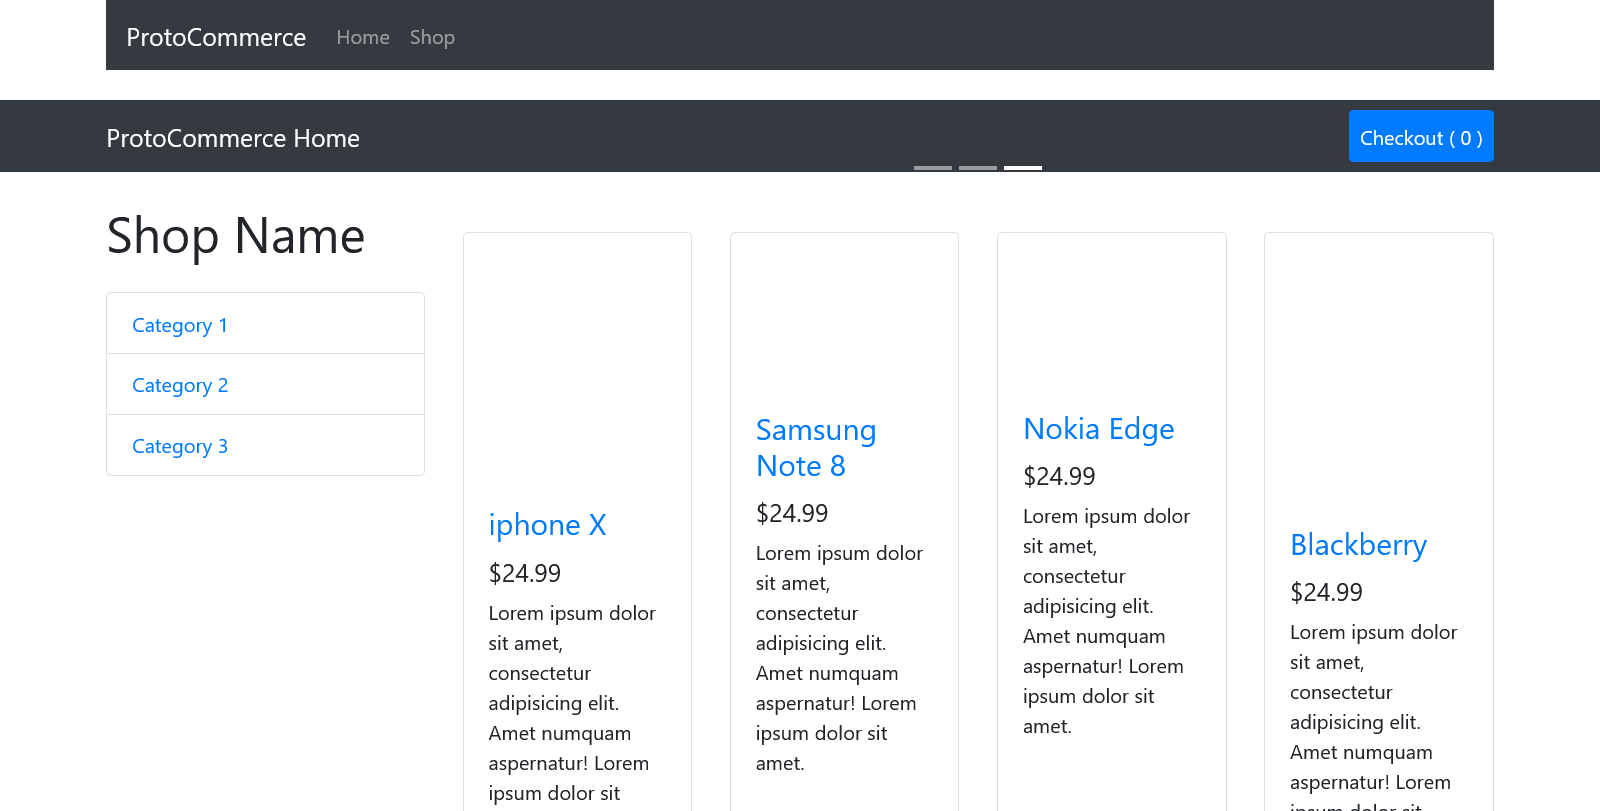 ProtoCommerce Home Shop
ProtoCommerce Home
Checkout ( 0 )
Shop Name
Category 1
Category 2
Category 3
iphone X
$24.99
Lorem ipsum dolor
sit amet,
consectetur
adipisicing elit.
Amet numquam
aspernatur! Lorem
ipsum dolor sit
Samsung
Note 8
$24.99
Lorem ipsum dolor
sit amet,
consectetur
adipisicing elit.
Amet numquam
aspernatur! Lorem
ipsum dolor sit
amet.
Nokia Edge
$24.99
Lorem ipsum dolor
sit amet,
consectetur
adipisicing elit.
Amet numquam
aspernatur! Lorem
ipsum dolor sit
amet.
Blackberry
$24.99
Lorem ipsum dolor
sit amet,
consectetur
adipisicing elit.
Amet numquam
aspernatur! Lorem
ipsum dolor sit